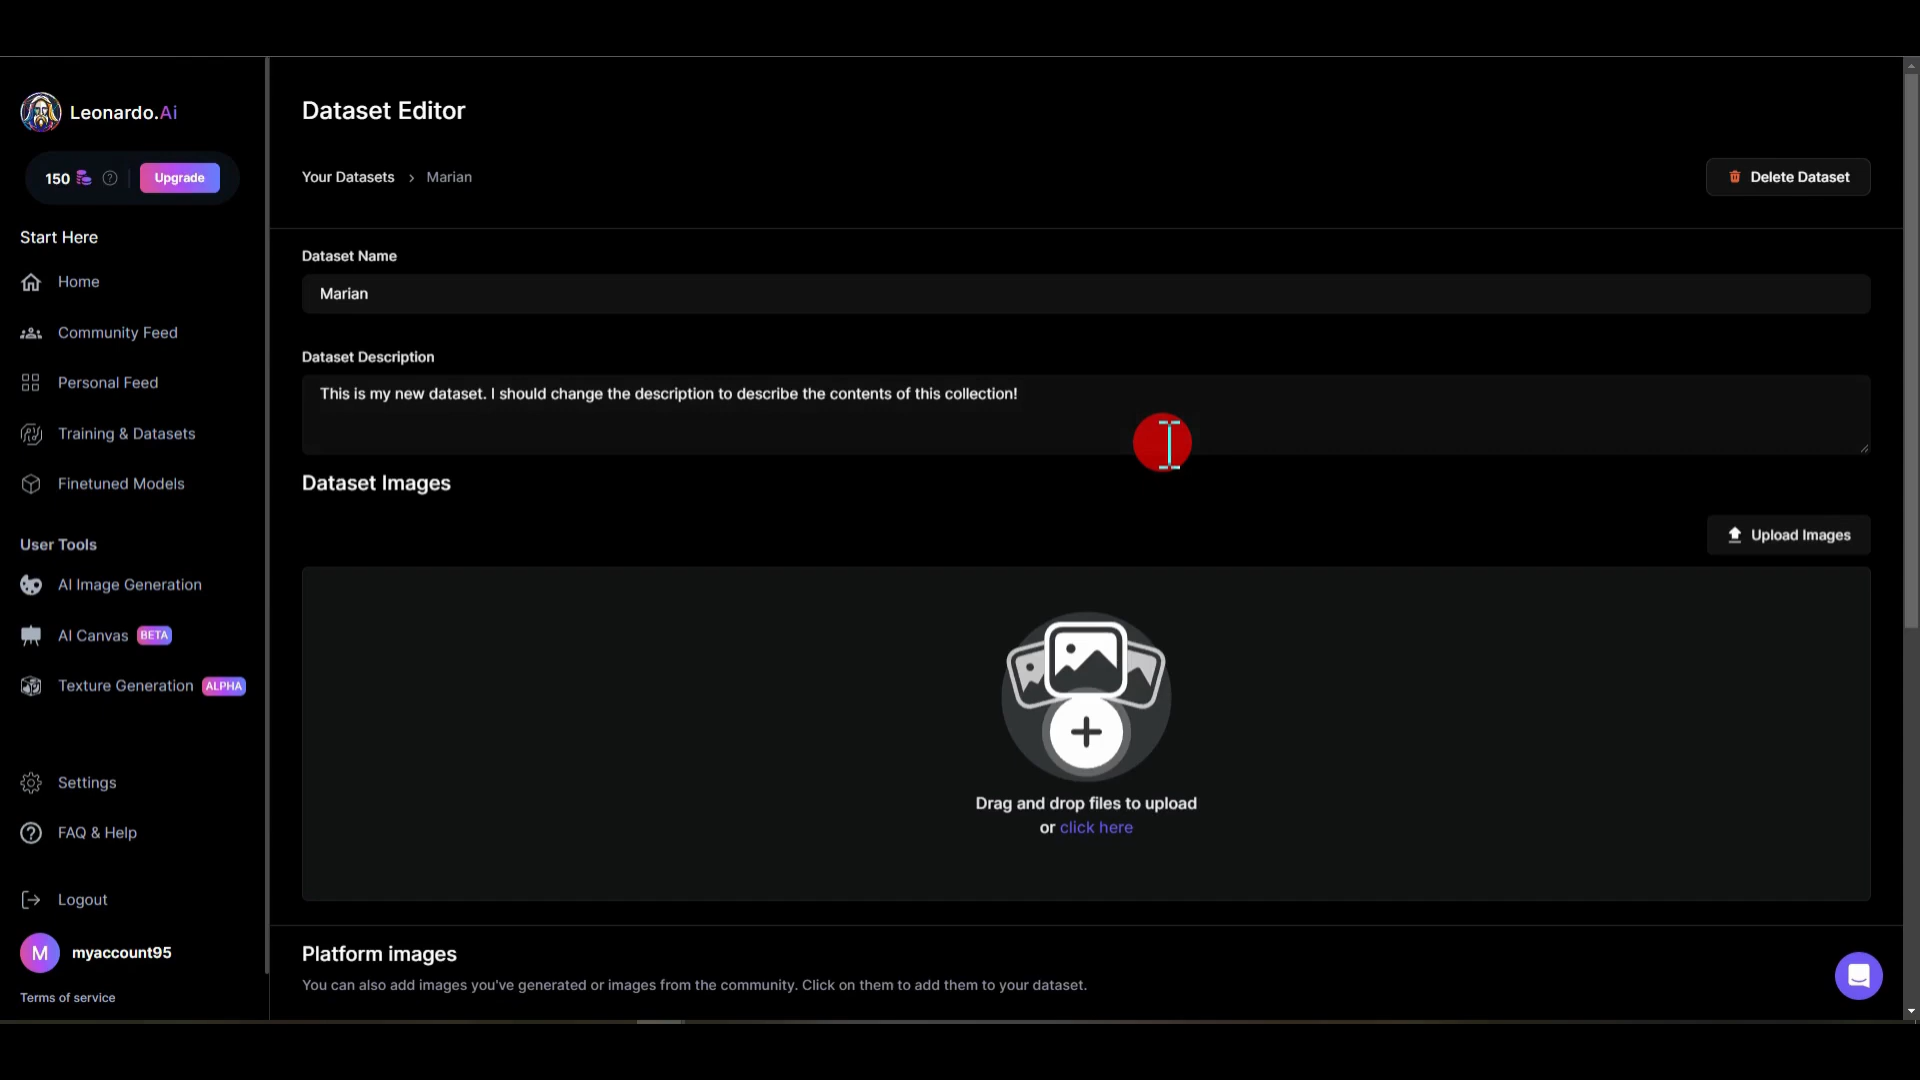 Leonardo.Ai
150
Upgrade
Start Here
Home
Community Feed
Personal Feed
Training & Datasets
Finetuned Models
User Tools
AI Image Generation
AI Canvas BETA
Texture Generation ALPHA
Settings
FAQ & Help
Logout
M myaccount95
Terms of service
Dataset Editor
Your Datasets > Marian
Delete Dataset
Dataset Name
Marian
Dataset Description
This is my new dataset. I should change the description to describe the contents of this collection!
Dataset Images
Upload Images
Drag and drop files to upload
or click here
Platform images
You can also add images you've generated or images from the community. Click on them to add them to your dataset.